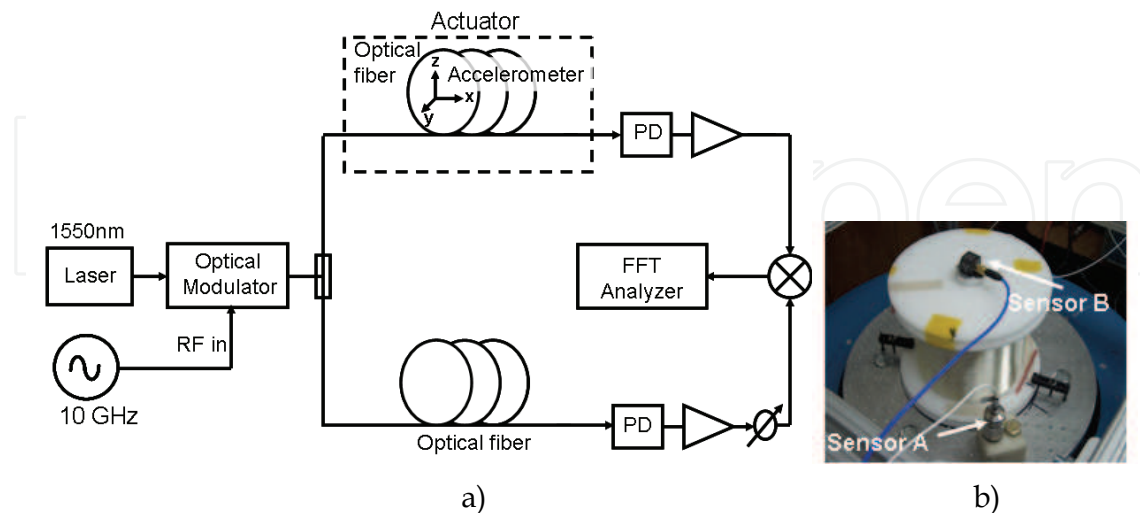 Actuator
Optical
fiber
Accelerometer
z
x
y
PD
1550nm
Laser
Optical
Modulator
RF in
10 GHz
FFT
Analyzer
Optical fiber
PD
Sensor B
Sensor A
a)
b)